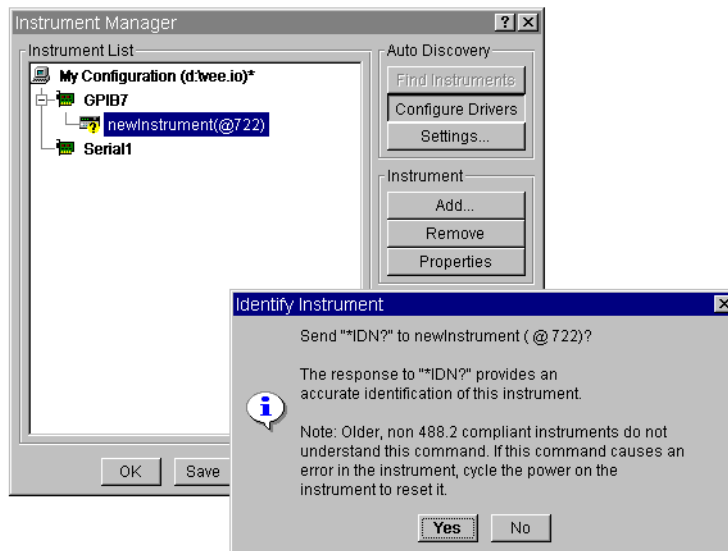 Instrument Manager
Instrument List
My Configuration (d:\vee.io)*
GPIB7
newInstrument(@722)
Serial1
Auto Discovery
Find Instruments
Configure Drivers
Settings...
Instrument
Add...
Remove
Properties
OK
Save
Identify Instrument
Send "*IDN?" to newInstrument ( @ 722)?
The response to "*IDN?" provides an
accurate identification of this instrument.
Note: Older, non 488.2 compliant instruments do not
understand this command. If this command causes an
error in the instrument, cycle the power on the
instrument to reset it.
Yes
No